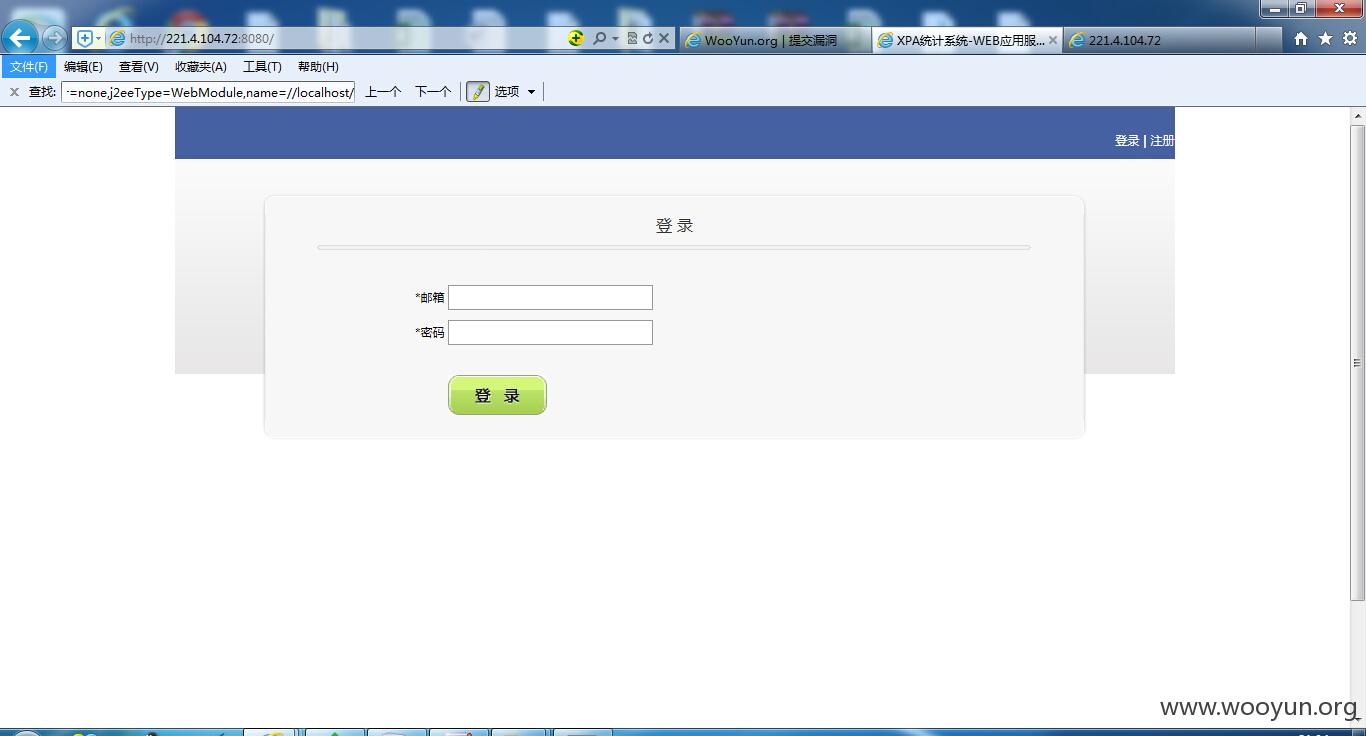 http://221.4.104.72:8080/
WooYun.org | 提交漏洞
XPA统计系统-WEB应用服...
221.4.104.72
文件(F) 编辑(E) 查看(V) 收藏夹(A) 工具(T) 帮助(H)
查找: =none,j2eeType=WebModule,name=//localhost/ 上一个 下一个 选项
登录 | 注册
登 录
*邮箱
*密码
登 录
www.wooyun.org